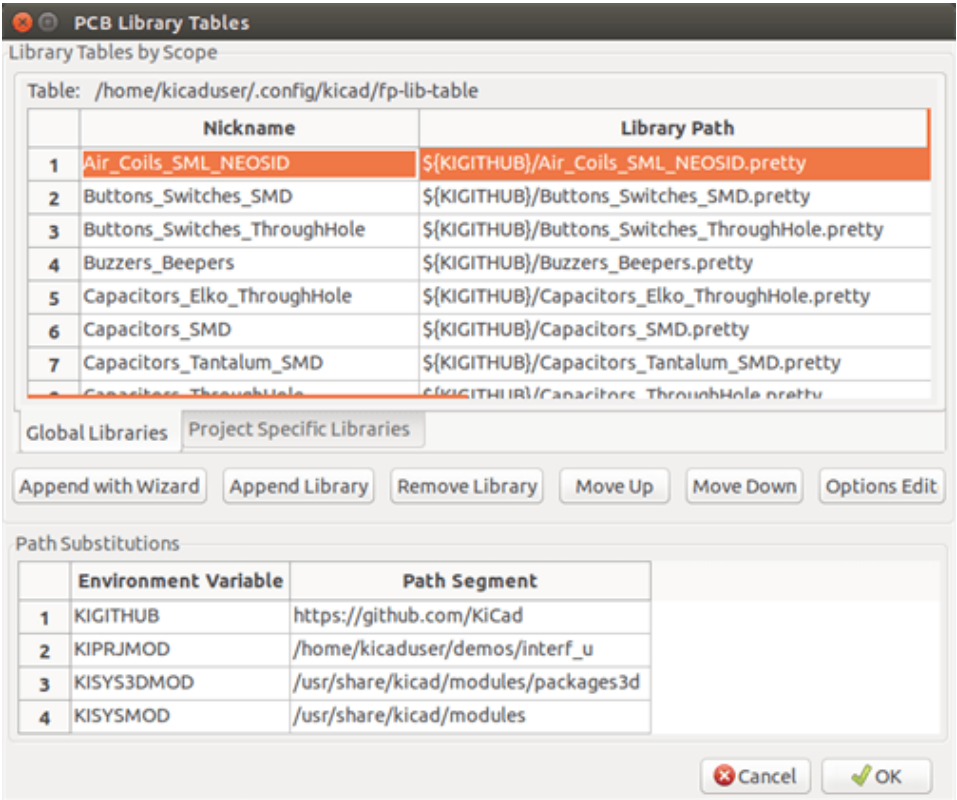 PCB Library Tables
Library Tables by Scope
Table: /home/kicaduser/.config/kicad/fp-lib-table
Nickname Library Path
1 Air_Coils_SML_NEOSID ${KIGITHUB}/Air_Coils_SML_NEOSID.pretty
2 Buttons_Switches_SMD ${KIGITHUB}/Buttons_Switches_SMD.pretty
3 Buttons_Switches_ThroughHole ${KIGITHUB}/Buttons_Switches_ThroughHole.pretty
4 Buzzers_Beepers ${KIGITHUB}/Buzzers_Beepers.pretty
5 Capacitors_Elko_ThroughHole ${KIGITHUB}/Capacitors_Elko_ThroughHole.pretty
6 Capacitors_SMD ${KIGITHUB}/Capacitors_SMD.pretty
7 Capacitors_Tantalum_SMD ${KIGITHUB}/Capacitors_Tantalum_SMD.pretty
8 Capacitors_ThroughHole ${KIGITHUB}/Capacitors_ThroughHole.pretty
Global Libraries Project Specific Libraries
Append with Wizard Append Library Remove Library Move Up Move Down Options Edit
Path Substitutions
Environment Variable Path Segment
1 KIGITHUB https://github.com/KiCad
2 KIPRJMOD /home/kicaduser/demos/interf_u
3 KISYS3DMOD /usr/share/kicad/modules/packages3d
4 KISYSMOD /usr/share/kicad/modules
Cancel OK